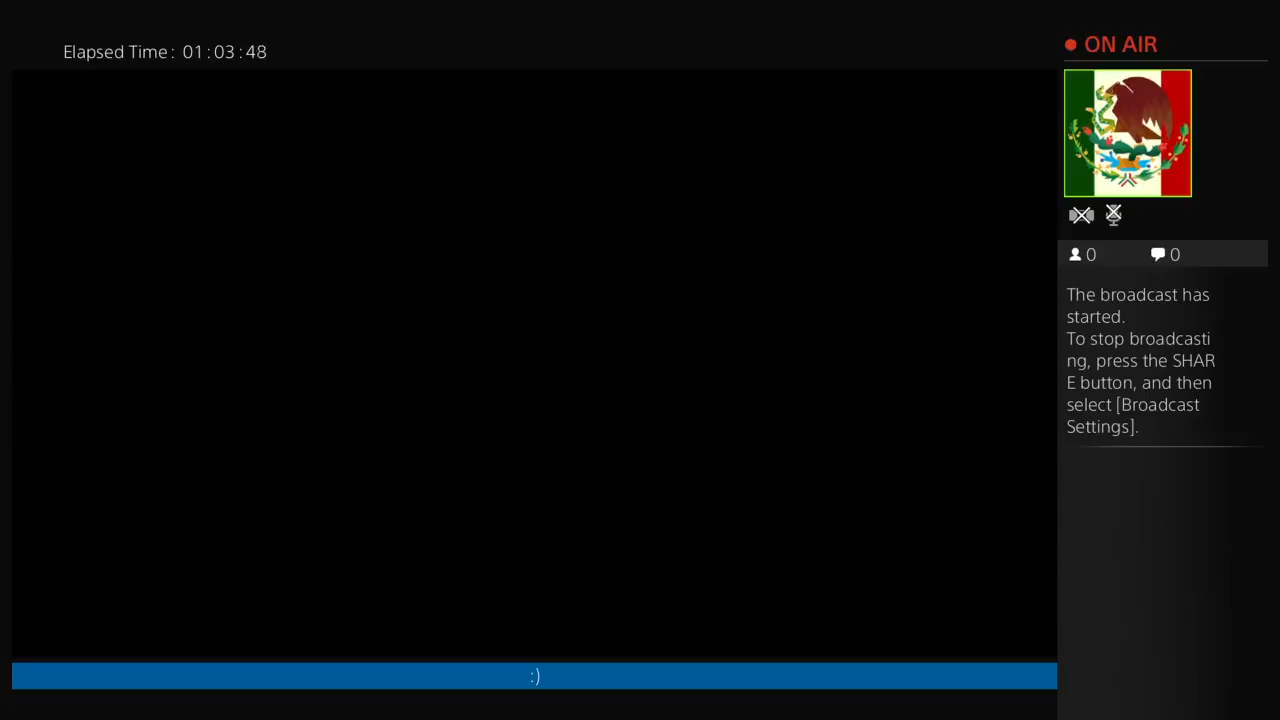 Elapsed Time: 01:03:48
ON AIR
0
0
The broadcast has
started.
To stop broadcasti
ng, press the SHAR
E button, and then
select [Broadcast
Settings].
:)